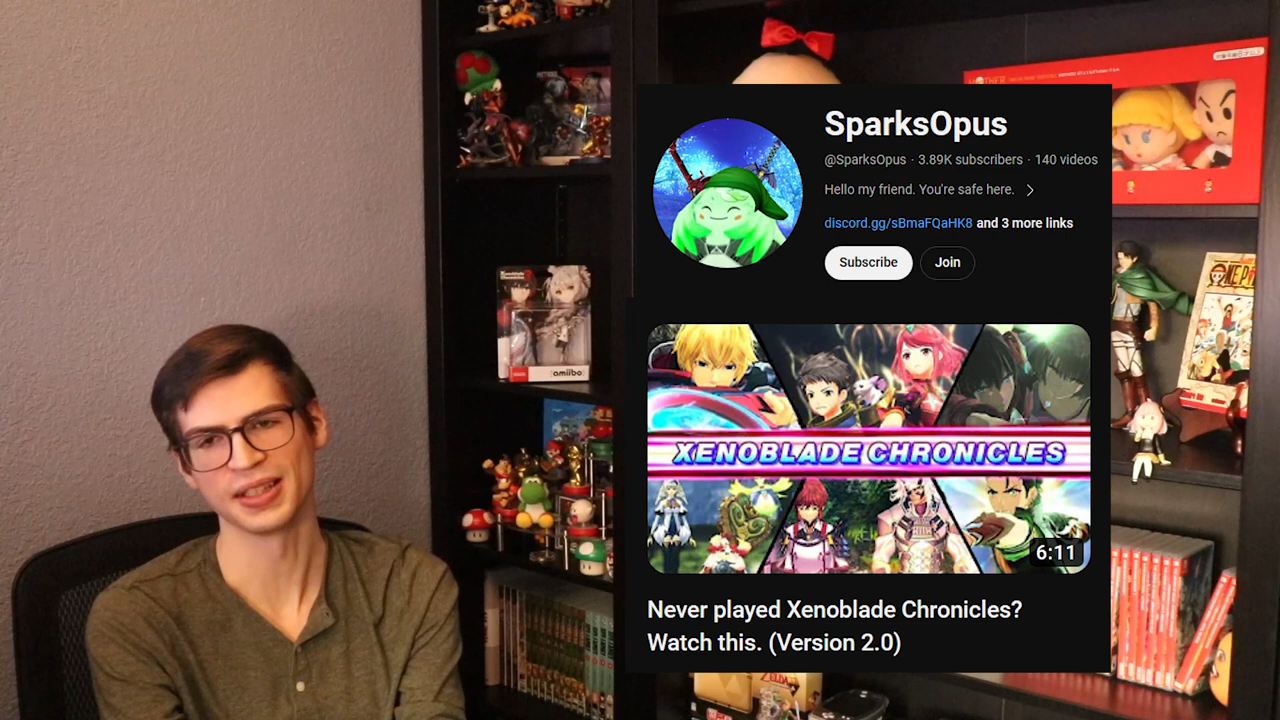 SparksOpus
@SparksOpus · 3.89K subscribers · 140 videos
Hello my friend. You're safe here.
discord.gg/sBmaFQaHK8 and 3 more links
Subscribe
Join
XENOBLADE CHRONICLES
6:11
Never played Xenoblade Chronicles?
Watch this. (Version 2.0)
amiibo